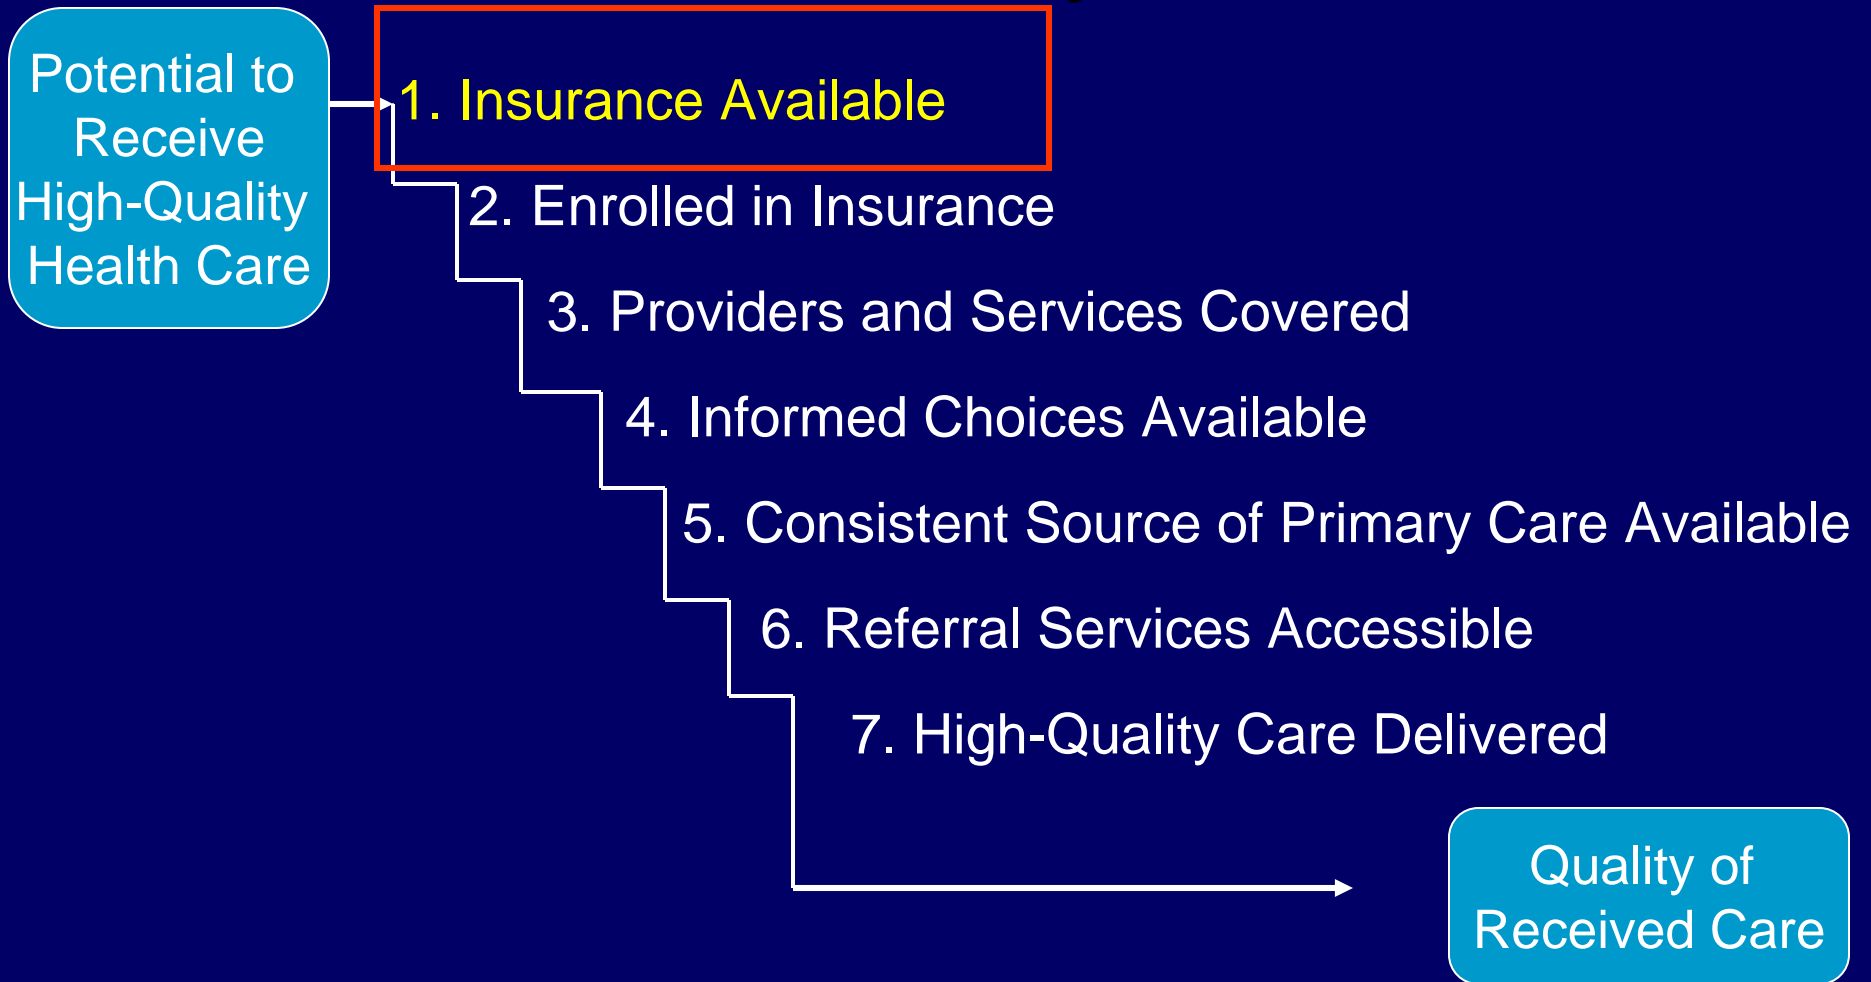 Potential to
Receive
High-Quality
Health Care
1. Insurance Available
2. Enrolled in Insurance
3. Providers and Services Covered
4. Informed Choices Available
5. Consistent Source of Primary Care Available
6. Referral Services Accessible
7. High-Quality Care Delivered
Quality of
Received Care